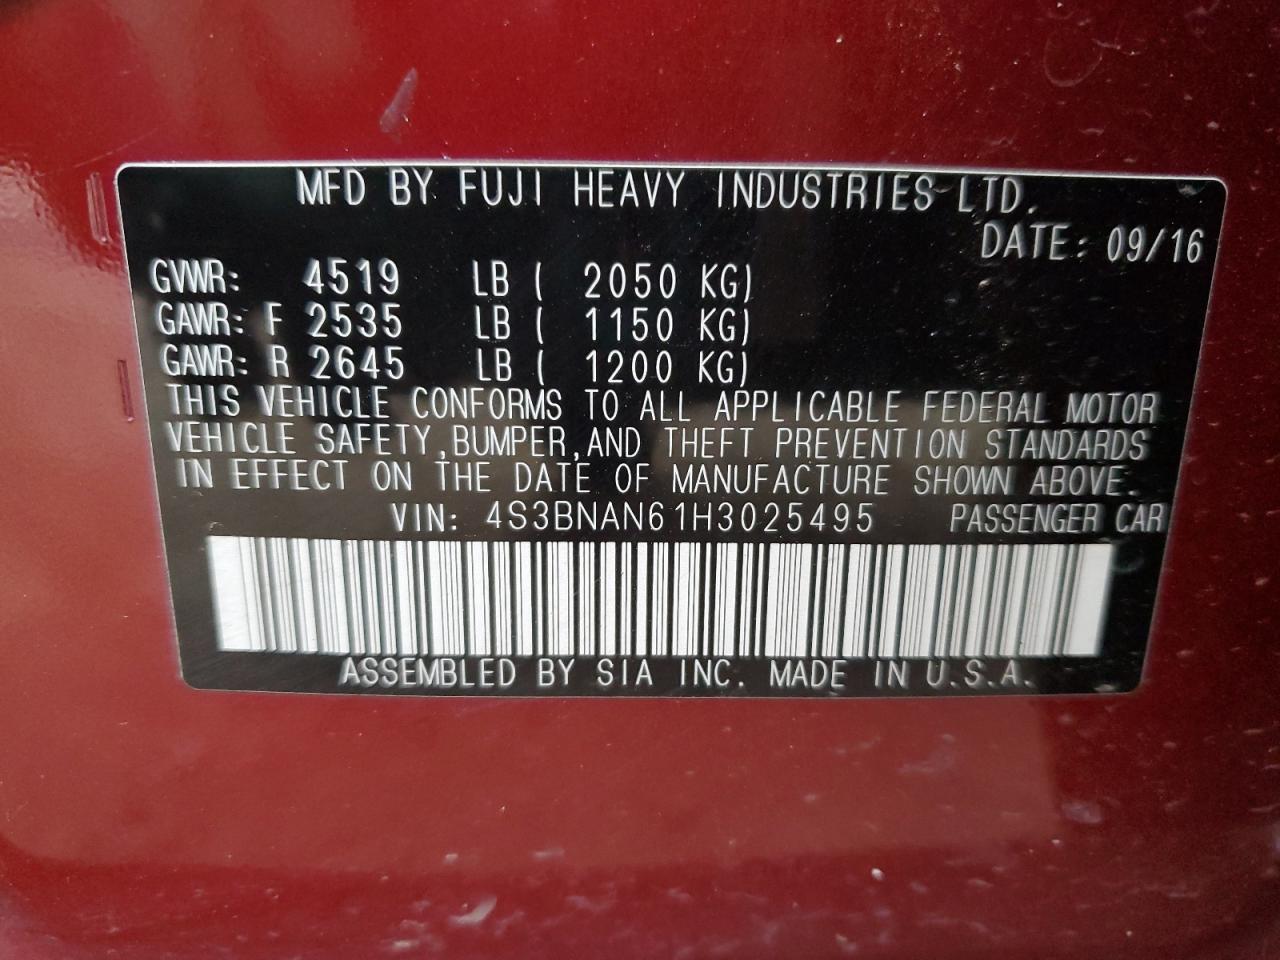 MFD BY FUJI HEAVY INDUSTRIES LTD.
DATE: 09/16
GVWR: 4519 LB ( 2050 KG)
GAWR: F 2535 LB ( 1150 KG)
GAWR: R 2645 LB ( 1200 KG)
THIS VEHICLE CONFORMS TO ALL APPLICABLE FEDERAL MOTOR
VEHICLE SAFETY,BUMPER,AND THEFT PREVENTION STANDARDS
IN EFFECT ON THE DATE OF MANUFACTURE SHOWN ABOVE.
VIN: 4S3BNAN61H3025495 PASSENGER CAR
ASSEMBLED BY SIA INC. MADE IN U.S.A.